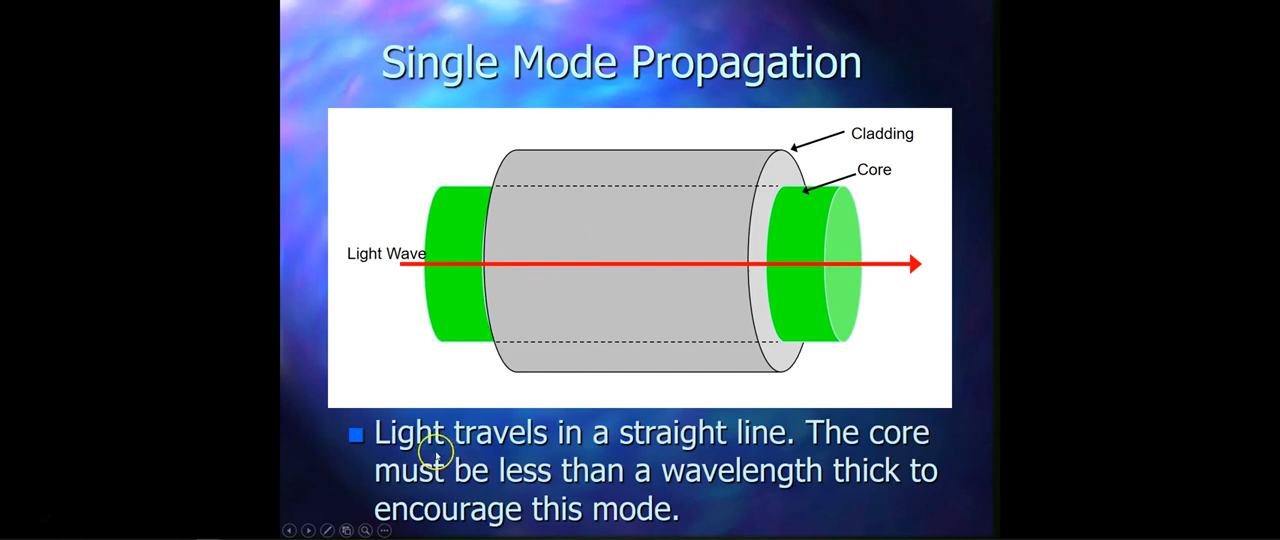 Single Mode Propagation
Cladding
Core
Light Wave
Light travels in a straight line. The core
must be less than a wavelength thick to
encourage this mode.